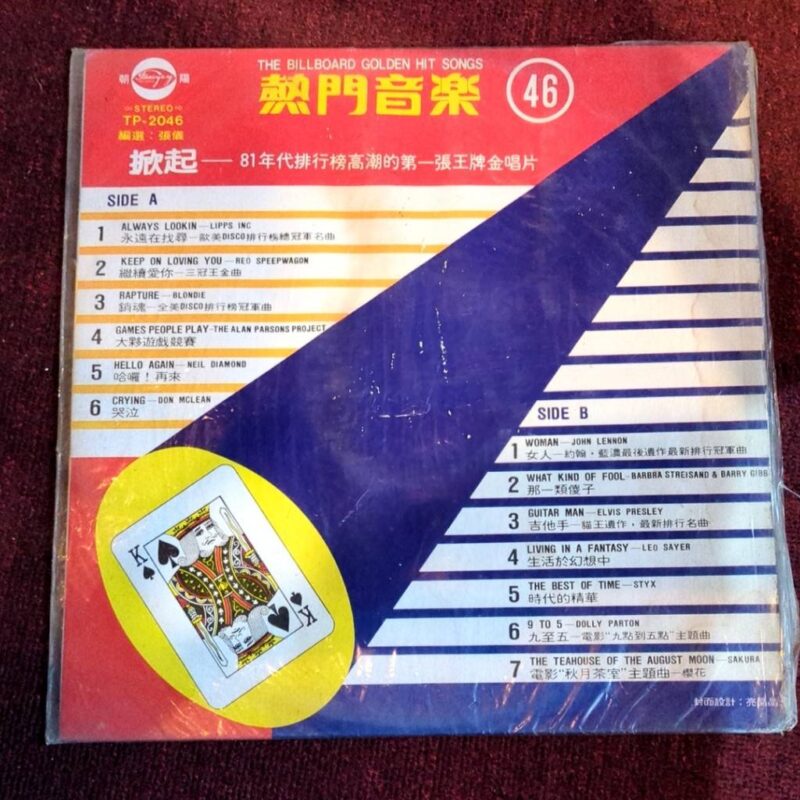 THE BILLBOARD GOLDEN HIT SONGS
朝陽
⇦STEREO⇨
TP-2046
編選：張儀
熱門音楽 46
掀起——81年代排行榜高潮的第一張王牌金唱片
SIDE A
1 ALWAYS LOOKIN—LIPPS INC
永遠在找尋—歐美DISCO排行榜總冠軍名曲
2 KEEP ON LOVING YOU—REO SPEEPWAGON
繼續愛你—三冠王金曲
3 RAPTURE—BLONDIE
銷魂—全美DISCO排行榜冠軍曲
4 GAMES PEOPLE PLAY-THE ALAN PARSONS PROJECT
大夥遊戲競賽
5 HELLO AGAIN—NEIL DIAMOND
哈囉！再來
6 CRYING—DON MCLEAN
哭泣
SIDE B
1 WOMAN—JOHN LENNON
女人—約翰·藍濃最後遺作最新排行冠軍曲
2 WHAT KIND OF FOOL-BARBRA STREISAND & BARRY GIBB
那一類傻子
3 GUITAR MAN—ELVIS PRESLEY
吉他手—貓王遺作，最新排行名曲
4 LIVING IN A FANTASY—LEO SAYER
生活於幻想中
5 THE BEST OF TIME—STYX
時代的精華
6 9 TO 5—DOLLY PARTON
九至五—電影"九點到五點"主題曲
7 THE TEAHOUSE OF THE AUGUST MOON—SAKURA
電影"秋月茶室"主題曲—櫻花
K
K
封面設計：亮